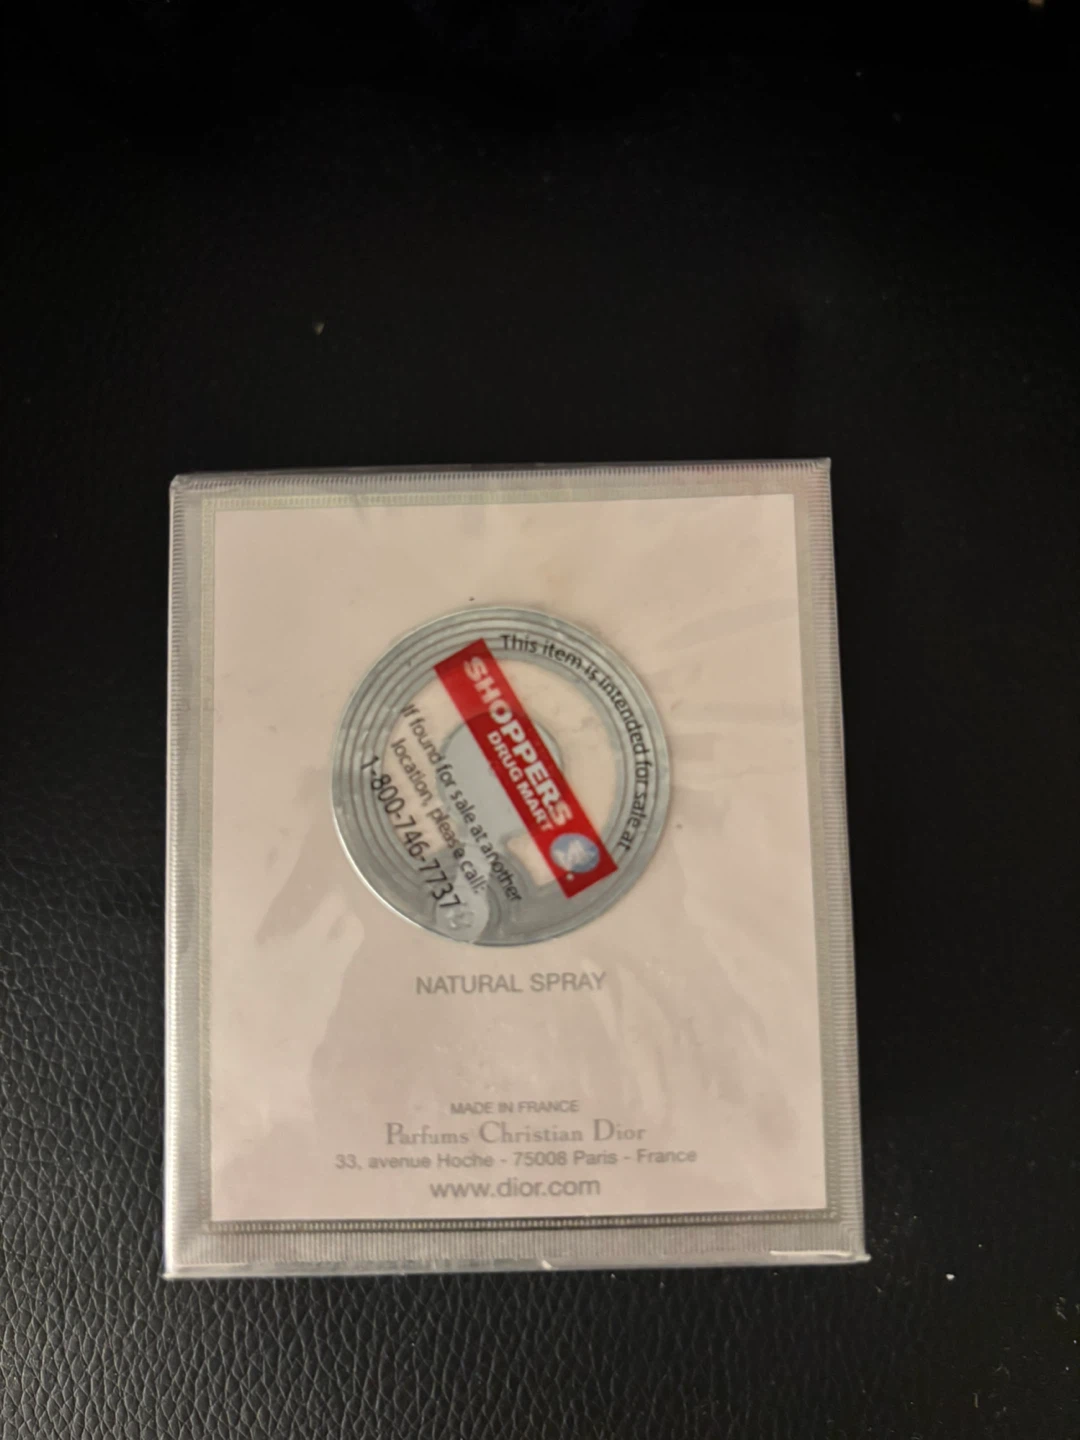 This item is intended for sale at
SHOPPERS
DRUG MART
If found for sale at another
location, please call:
1-800-746-7737
NATURAL SPRAY
MADE IN FRANCE
Parfums Christian Dior
33, avenue Hoche - 75008 Paris - France
www.dior.com